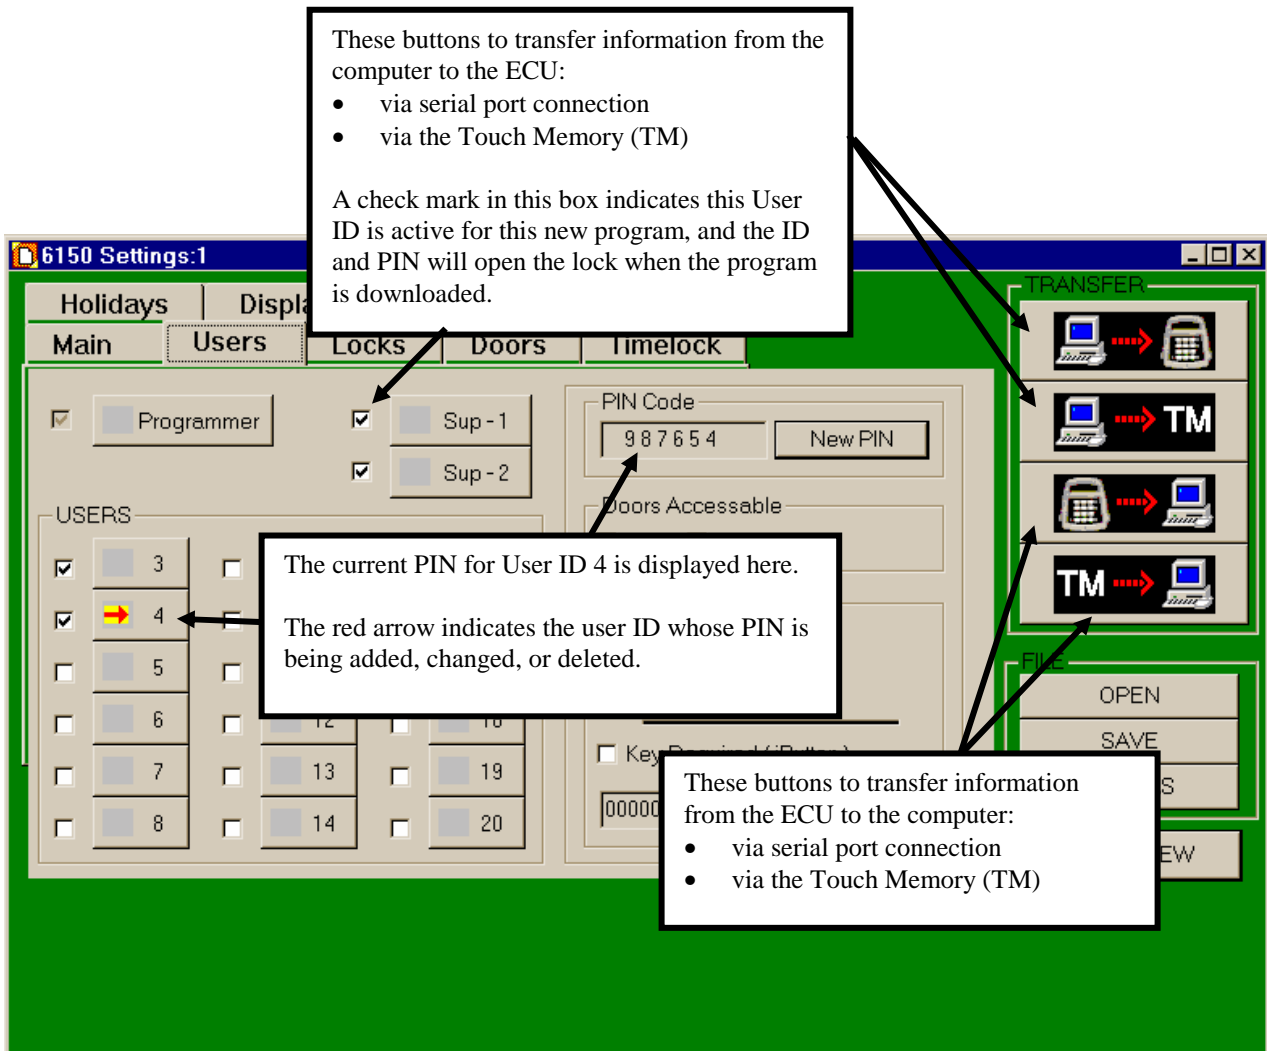 These buttons to transfer information from the
computer to the ECU:
• via serial port connection
• via the Touch Memory (TM)
A check mark in this box indicates this User
ID is active for this new program, and the ID
and PIN will open the lock when the program
is downloaded.
6150 Settings:1
Holidays
Main Users Locks Doors Timelock
TRANSFER
TM
TM
Programmer
Sup - 1
Sup - 2
PIN Code
987654 New PIN
Doors Accessable
USERS
3
4
5
6 12
7 13 19
8 14 20
The current PIN for User ID 4 is displayed here.
The red arrow indicates the user ID whose PIN is
being added, changed, or deleted.
FILE
OPEN
SAVE
These buttons to transfer information
from the ECU to the computer:
• via serial port connection
• via the Touch Memory (TM)